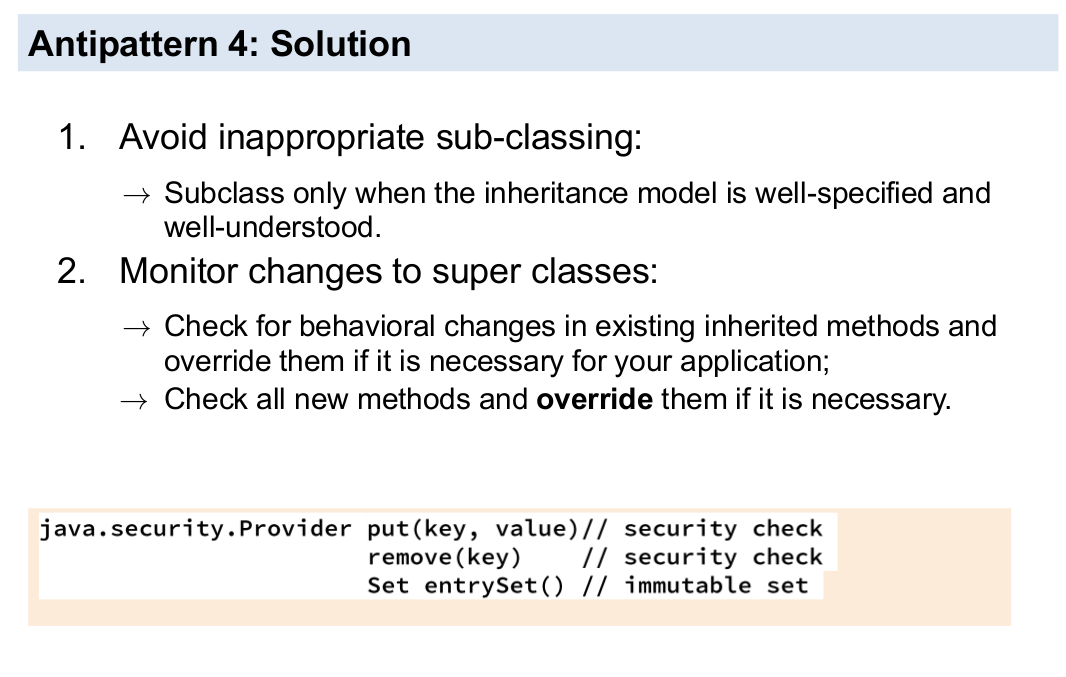 Antipattern 4: Solution
1. Avoid inappropriate sub-classing:
→ Subclass only when the inheritance model is well-specified and
well-understood.
2. Monitor changes to super classes:
→ Check for behavioral changes in existing inherited methods and
override them if it is necessary for your application;
→ Check all new methods and override them if it is necessary.
java.security.Provider put(key, value)// security check
remove(key)    // security check
Set entrySet() // immutable set